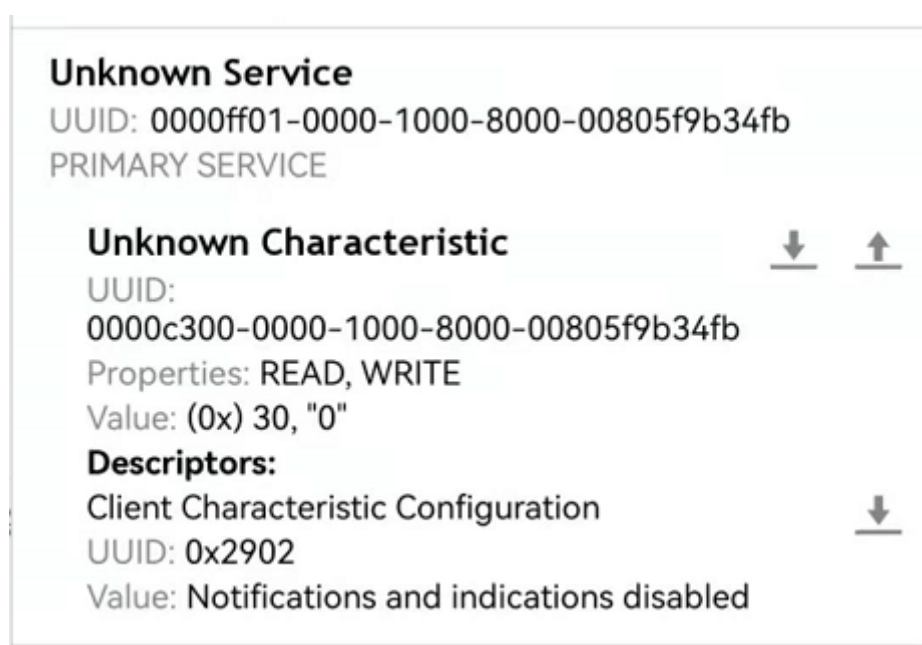 Unknown Service
UUID: 0000ff01-0000-1000-8000-00805f9b34fb
PRIMARY SERVICE
Unknown Characteristic
UUID:
0000c300-0000-1000-8000-00805f9b34fb
Properties: READ, WRITE
Value: (0x) 30, "0"
Descriptors:
Client Characteristic Configuration
UUID: 0x2902
Value: Notifications and indications disabled